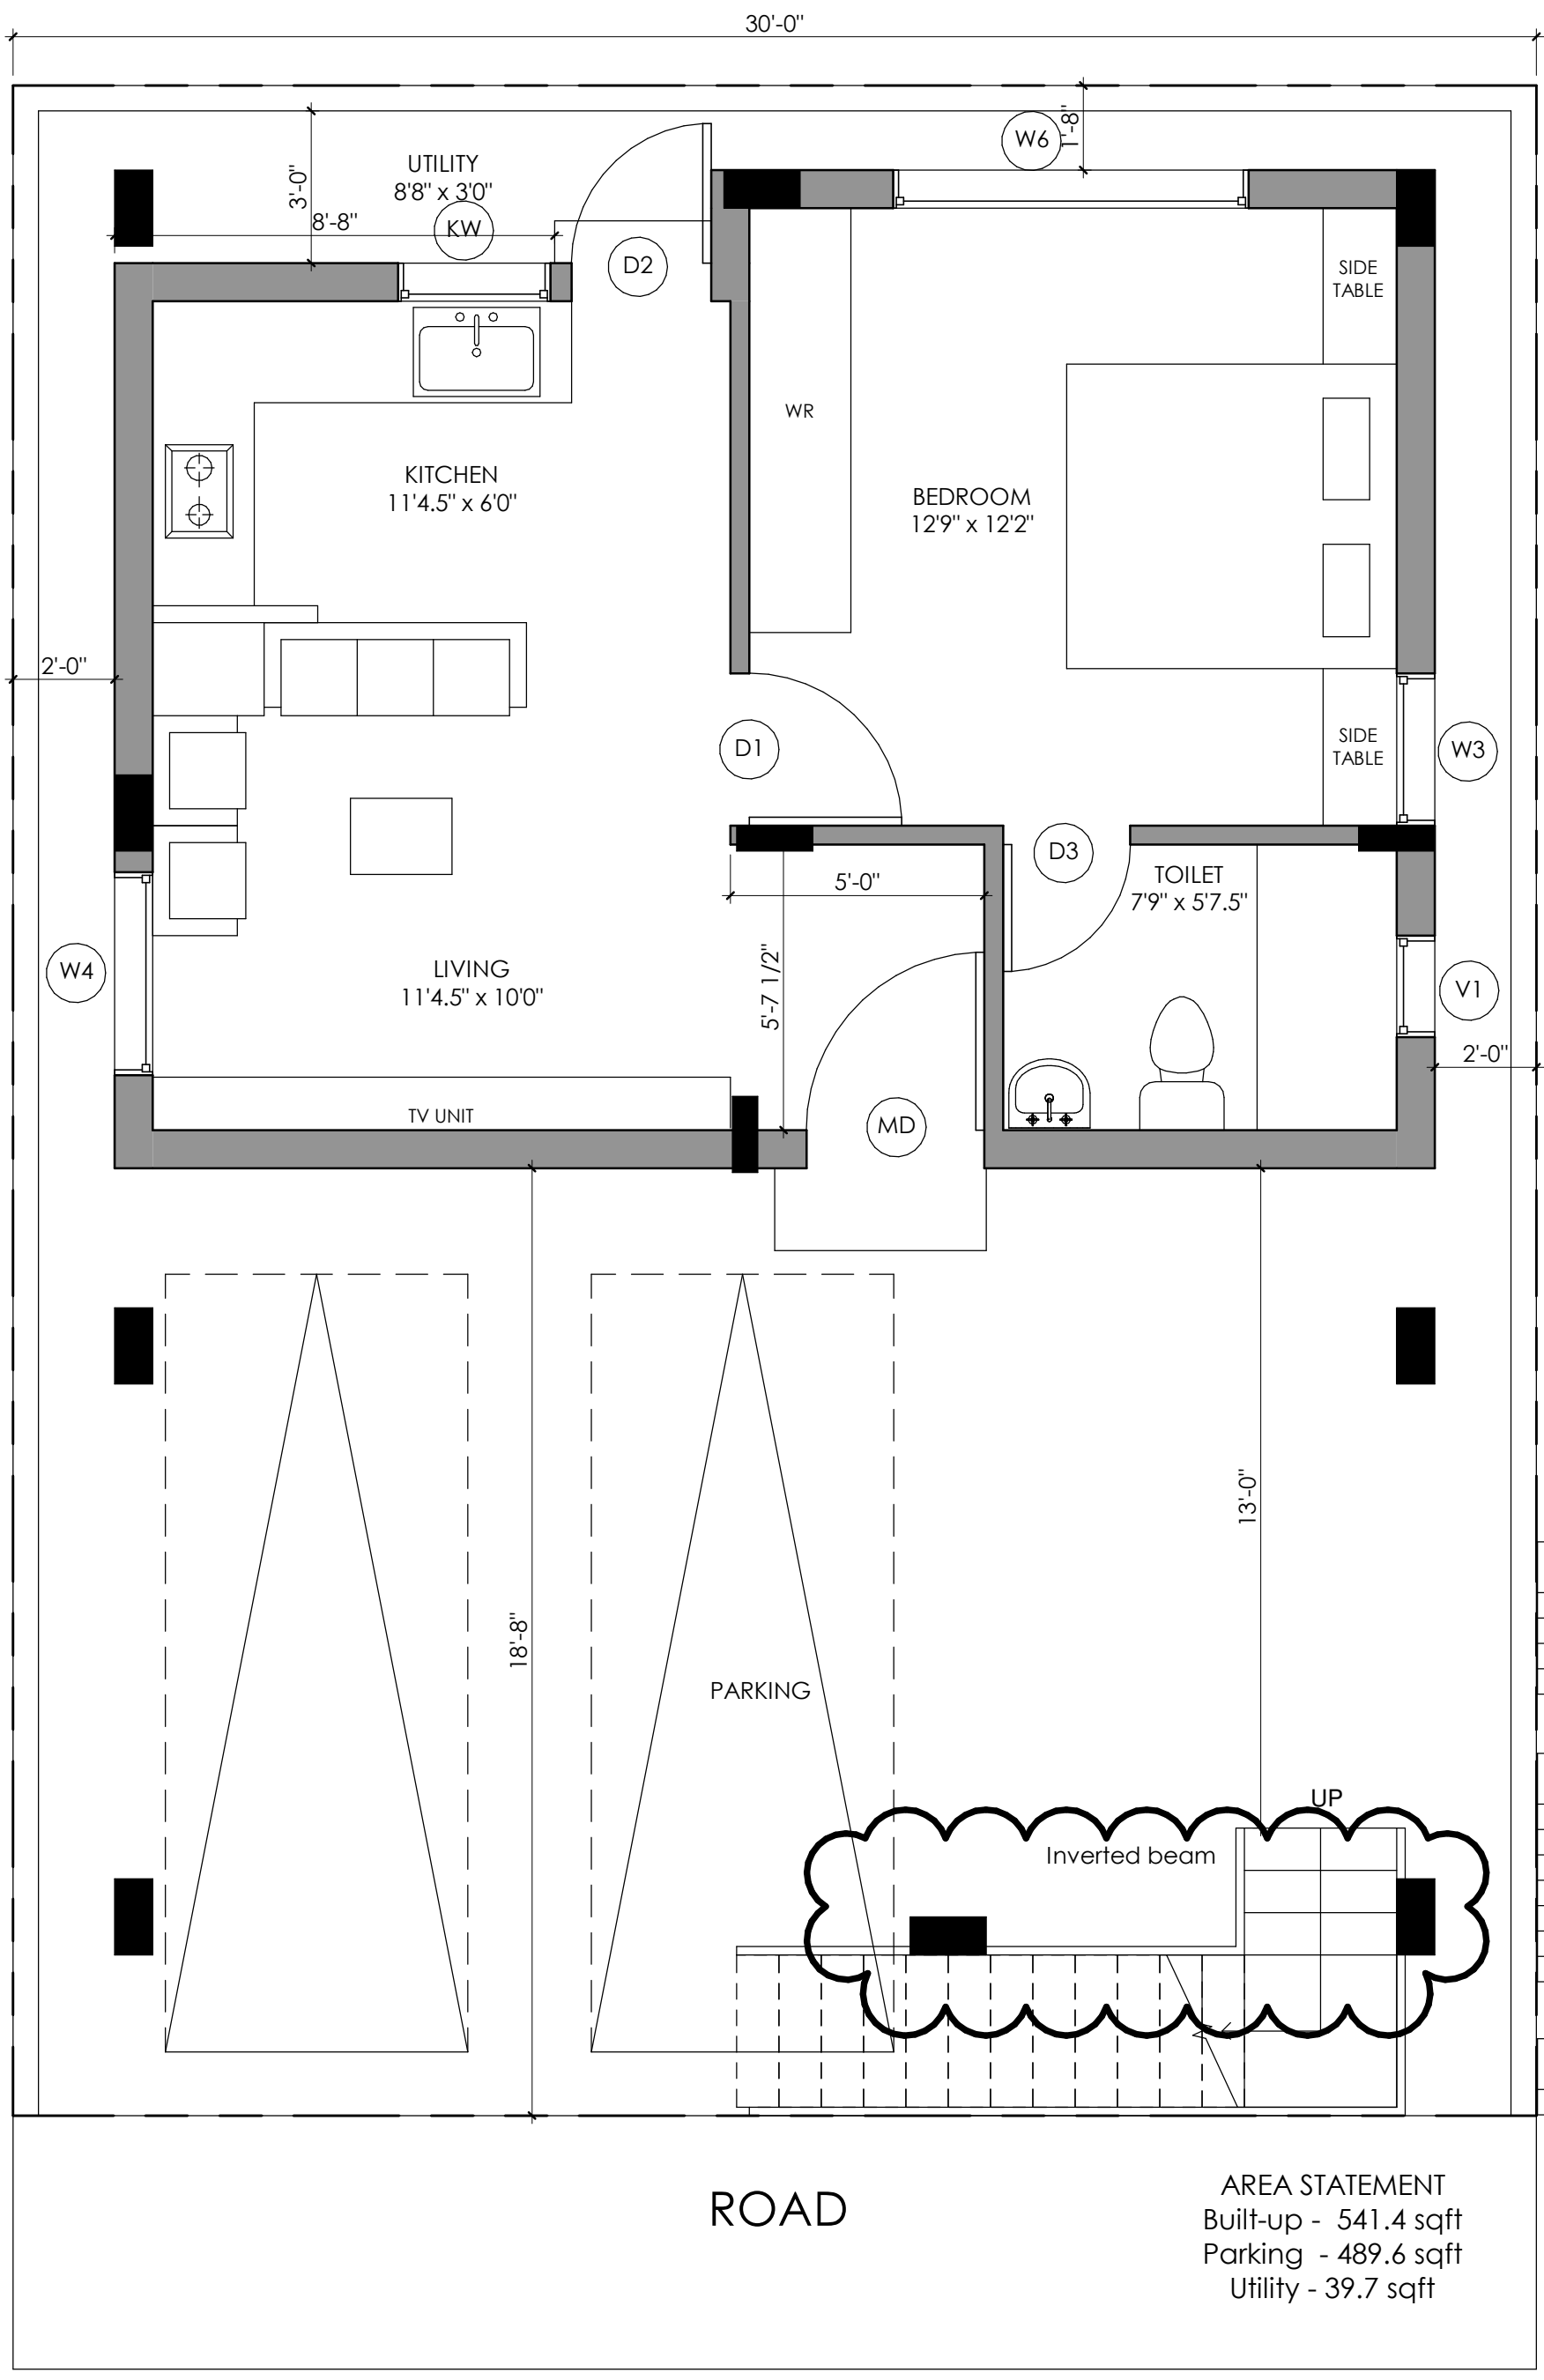 30'-0"
W6
1'-8"
UTILITY
8'8" x 3'0"
3'-0"
8'-8"
KW
D2
SIDE
TABLE
WR
KITCHEN
11'4.5" x 6'0"
BEDROOM
12'9" x 12'2"
2'-0"
D1
SIDE
TABLE
W3
D3
TOILET
7'9" x 5'7.5"
5'-0"
W4
LIVING
11'4.5" x 10'0"
5'-7 1/2"
V1
2'-0"
TV UNIT
MD
13'-0"
18'-8"
PARKING
UP
Inverted beam
ROAD
AREA STATEMENT
Built-up - 541.4 sqft
Parking - 489.6 sqft
Utility - 39.7 sqft